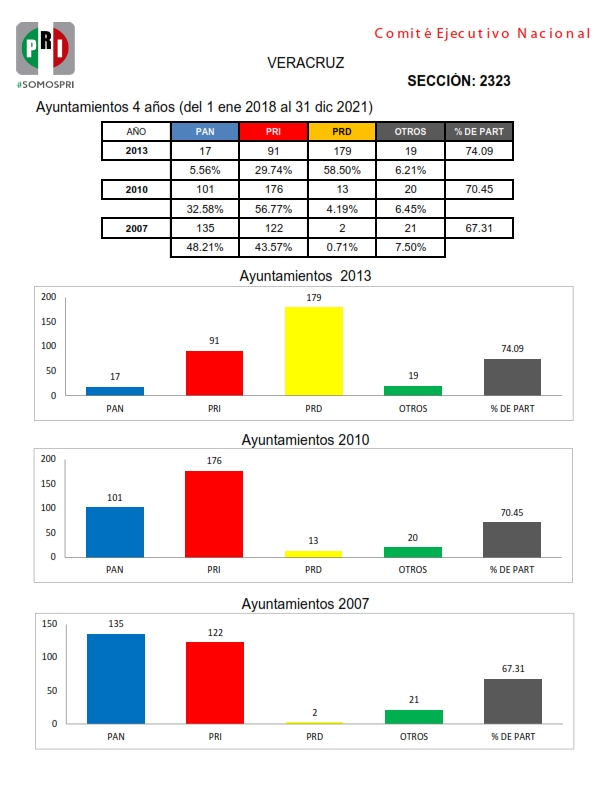 Comité Ejecutivo Nacional
PRI
#SOMOSPRI
VERACRUZ
SECCIÓN: 2323
Ayuntamientos 4 años (del 1 ene 2018 al 31 dic 2021)
AÑO PAN PRI PRD OTROS % DE PART
2013 17 91 179 19 74.09
5.56% 29.74% 58.50% 6.21%
2010 101 176 13 20 70.45
32.58% 56.77% 4.19% 6.45%
2007 135 122 2 21 67.31
48.21% 43.57% 0.71% 7.50%
Ayuntamientos 2013
200
150
100
50
0
17
91
179
19
74.09
PAN PRI PRD OTROS % DE PART
Ayuntamientos 2010
200
150
100
50
0
101
176
13
20
70.45
PAN PRI PRD OTROS % DE PART
Ayuntamientos 2007
150
100
50
0
135
122
2
21
67.31
PAN PRI PRD OTROS % DE PART